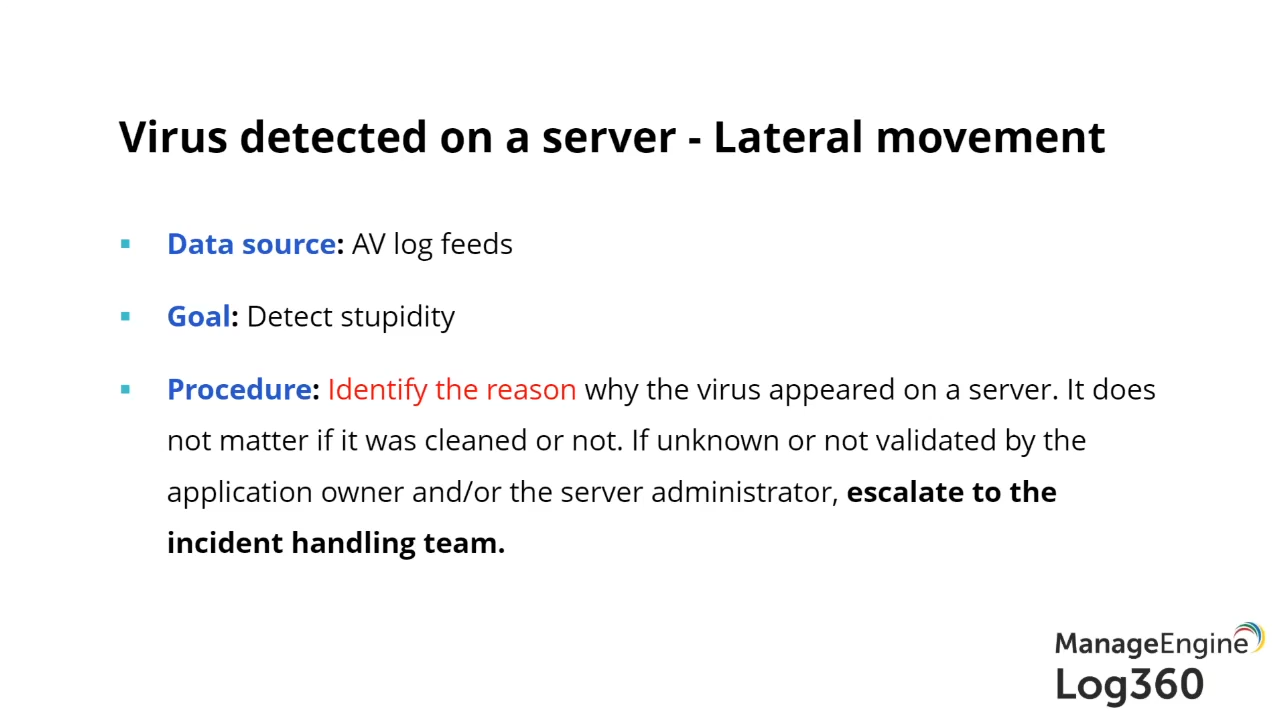 Virus detected on a server - Lateral movement
▪ Data source: AV log feeds
▪ Goal: Detect stupidity
▪ Procedure: Identify the reason why the virus appeared on a server. It does
not matter if it was cleaned or not. If unknown or not validated by the
application owner and/or the server administrator, escalate to the
incident handling team.
ManageEngine
Log360